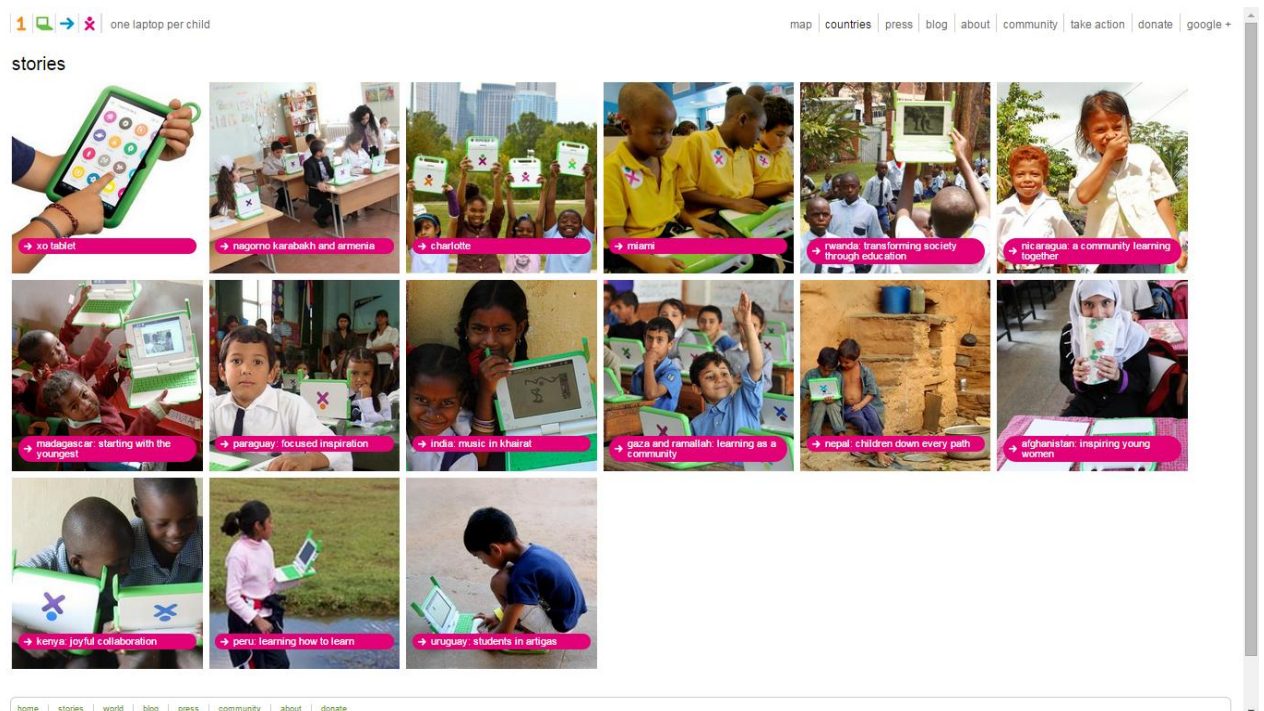 1 one laptop per child
map countries press blog about community take action donate google +
stories
→ xo tablet
→ nagorno karabakh and armenia
→ charlotte
→ miami
→ rwanda: transforming society
through education
→ nicaragua: a community learning
together
→ madagascar: starting with the
youngest
→ paraguay: focused inspiration
→ india: music in khairat
→ gaza and ramallah: learning as a
community
→ nepal: children down every path
→ afghanistan: inspiring young
women
→ kenya: joyful collaboration
→ peru: learning how to learn
→ uruguay: students in artigas
home stories world blog press community about donate